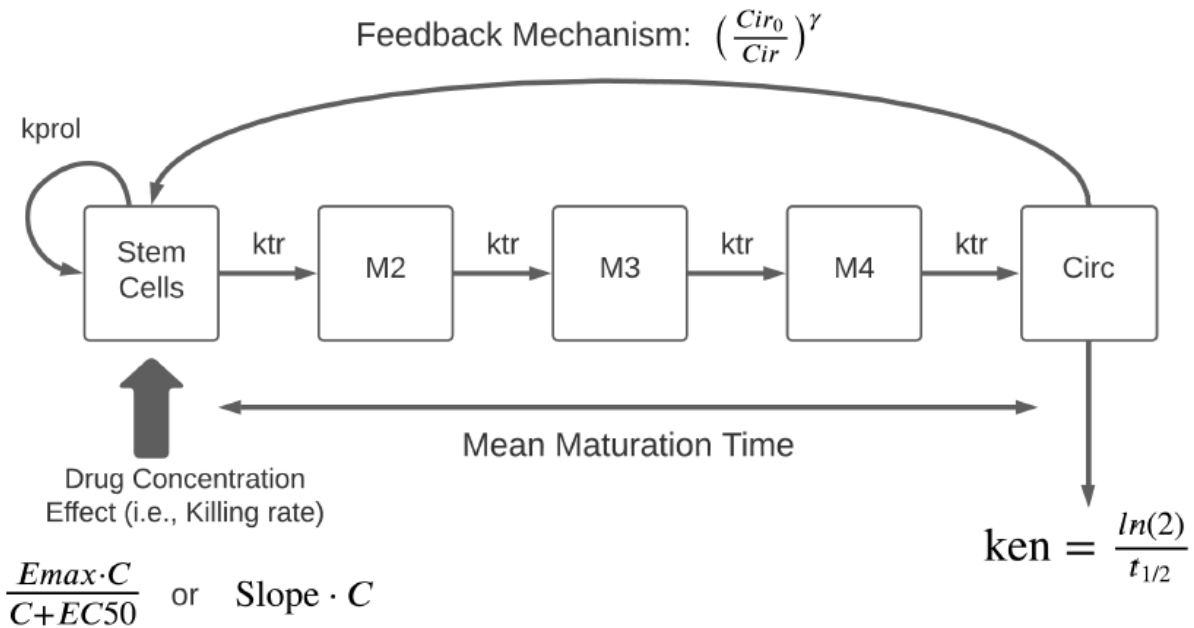 Feedback Mechanism: (Cir₀/Cir)^γ
kprol
Stem
Cells
ktr
M2
ktr
M3
ktr
M4
ktr
Circ
Mean Maturation Time
Drug Concentration
Effect (i.e., Killing rate)
Emax·C/C+EC50 or Slope · C
ken = ln(2)/t₁/₂